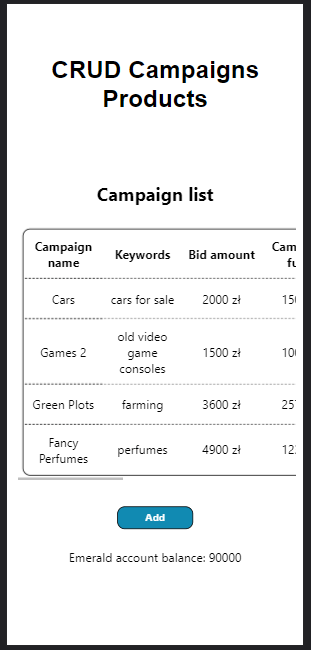 CRUD Campaigns
Products
Campaign list
Campaign name Keywords Bid amount
Cars cars for sale 2000 zł
Games 2 old video game consoles 1500 zł
Green Plots farming 3600 zł
Fancy Perfumes perfumes 4900 zł
Add
Emerald account balance: 90000